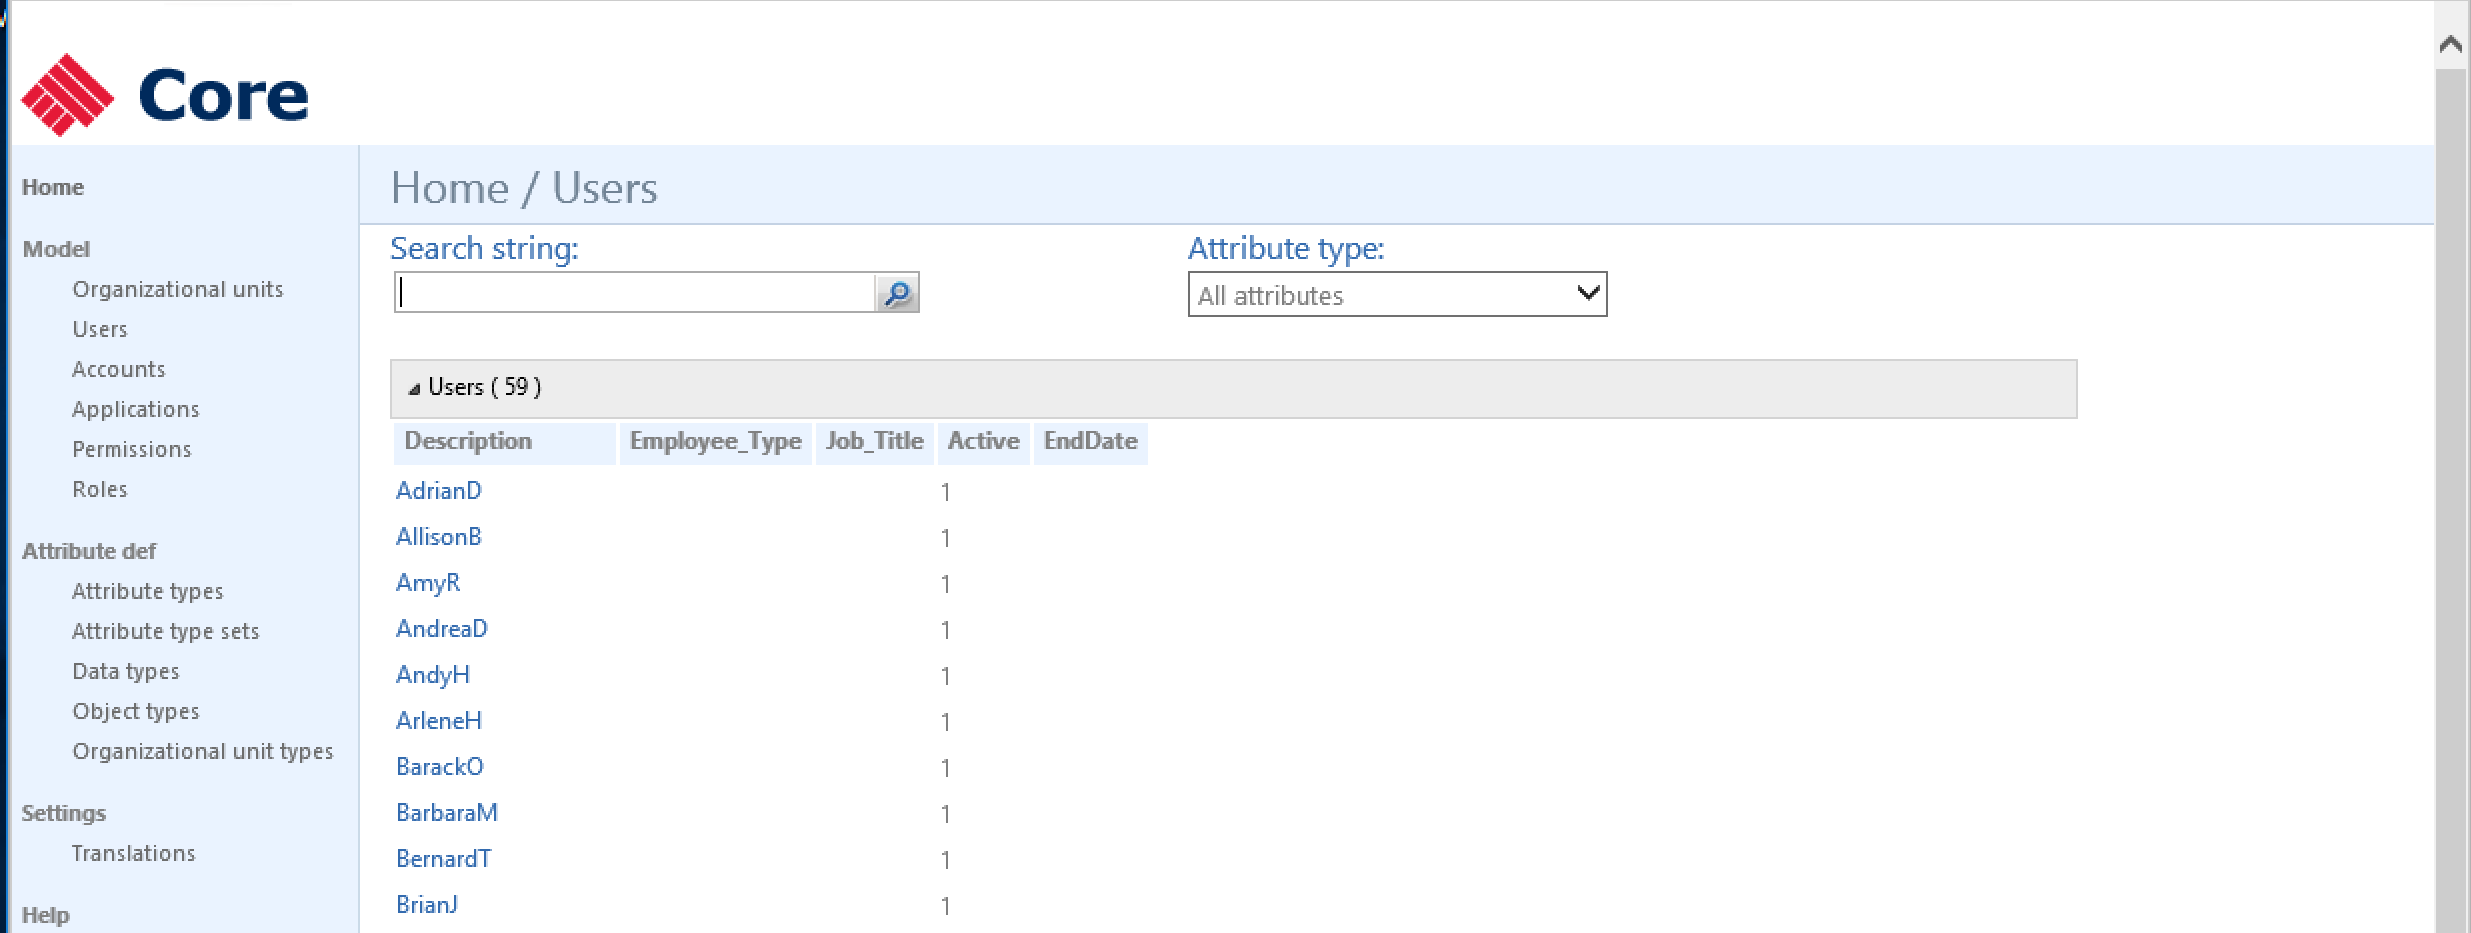 Core
Home
Model
Organizational units
Users
Accounts
Applications
Permissions
Roles
Attribute def
Attribute types
Attribute type sets
Data types
Object types
Organizational unit types
Settings
Translations
Help
Home / Users
Search string:
Attribute type:
All attributes
Users ( 59 )
Description Employee_Type Job_Title Active EndDate
AdrianD 1
AllisonB 1
AmyR 1
AndreaD 1
AndyH 1
ArleneH 1
BarackO 1
BarbaraM 1
BernardT 1
BrianJ 1